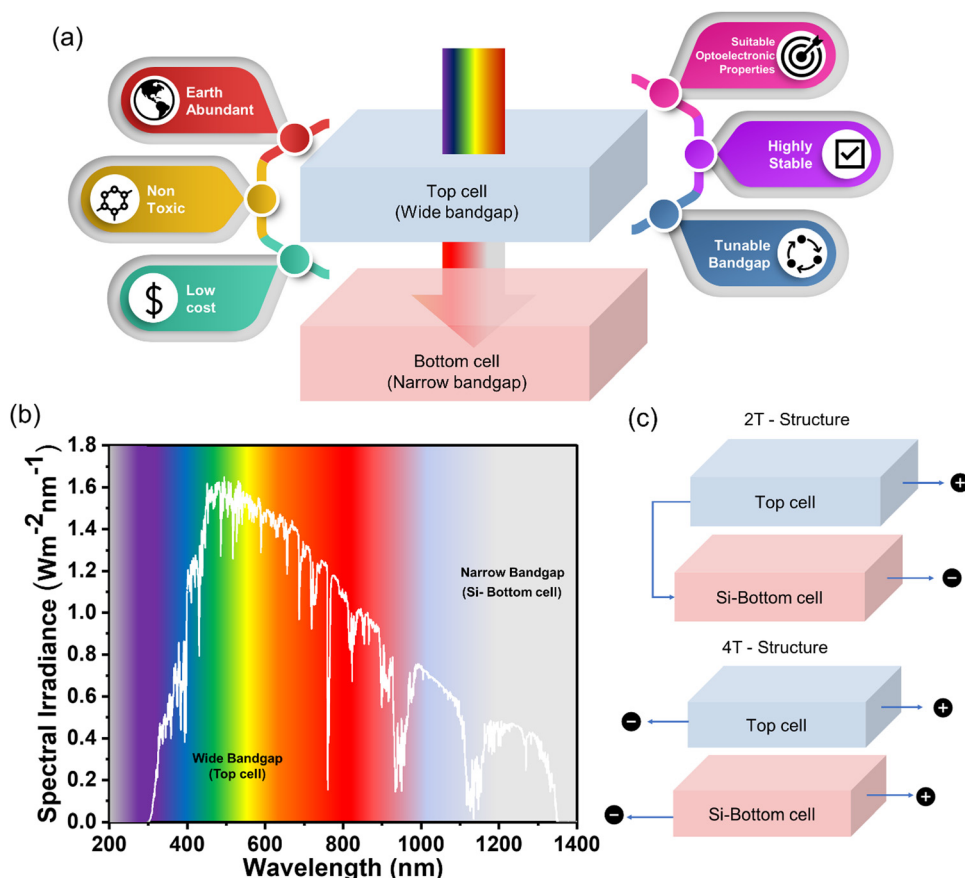 (a)
Earth
Abundant
Non
Toxic
Low
cost
$
Top cell
(Wide bandgap)
Bottom cell
(Narrow bandgap)
Suitable
Optoelectronic
Properties
Highly
Stable
Tunable
Bandgap
(b)
Spectral Irradiance (Wm⁻²nm⁻¹)
1.8
1.6
1.4
1.2
1.0
0.8
0.6
0.4
0.2
0.0
Narrow Bandgap
(Si- Bottom cell)
Wide Bandgap
(Top cell)
200 400 600 800 1000 1200 1400
Wavelength (nm)
(c)
2T - Structure
Top cell
+
Si-Bottom cell
−
4T - Structure
Top cell
− +
Si-Bottom cell
− +